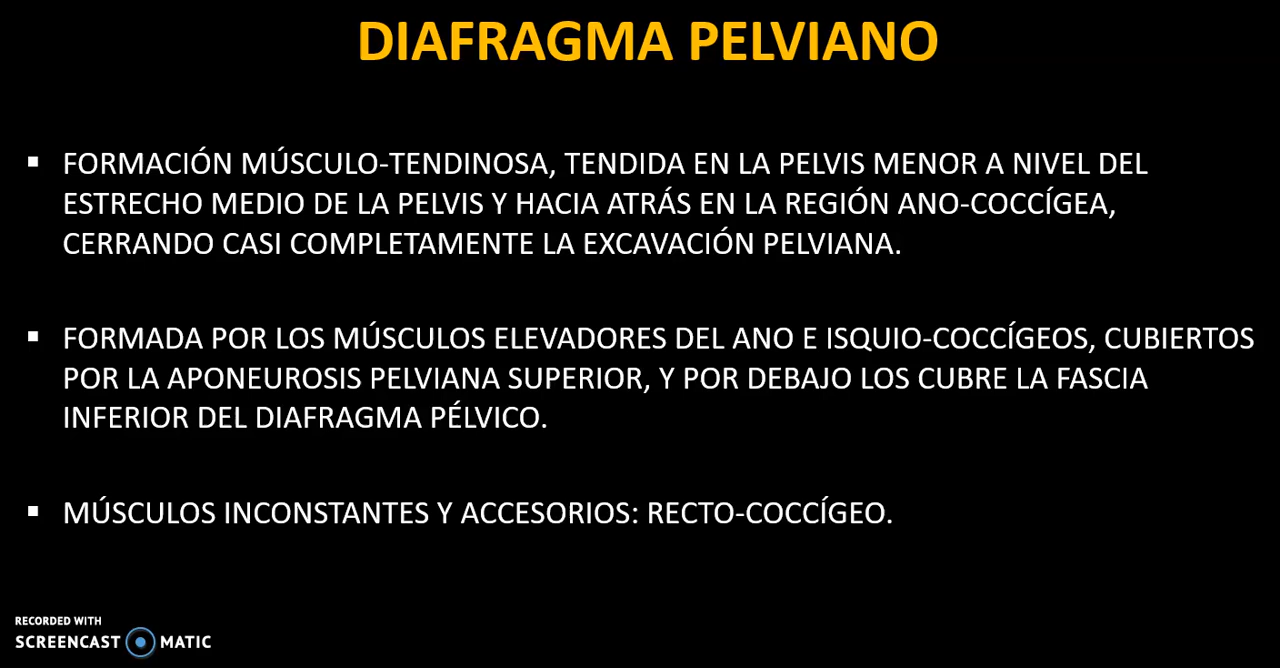 DIAFRAGMA PELVIANO
▪ FORMACIÓN MÚSCULO-TENDINOSA, TENDIDA EN LA PELVIS MENOR A NIVEL DEL
ESTRECHO MEDIO DE LA PELVIS Y HACIA ATRÁS EN LA REGIÓN ANO-COCCÍGEA,
CERRANDO CASI COMPLETAMENTE LA EXCAVACIÓN PELVIANA.
▪ FORMADA POR LOS MÚSCULOS ELEVADORES DEL ANO E ISQUIO-COCCÍGEOS, CUBIERTOS
POR LA APONEUROSIS PELVIANA SUPERIOR, Y POR DEBAJO LOS CUBRE LA FASCIA
INFERIOR DEL DIAFRAGMA PÉLVICO.
▪ MÚSCULOS INCONSTANTES Y ACCESORIOS: RECTO-COCCÍGEO.
RECORDED WITH
SCREENCAST MATIC